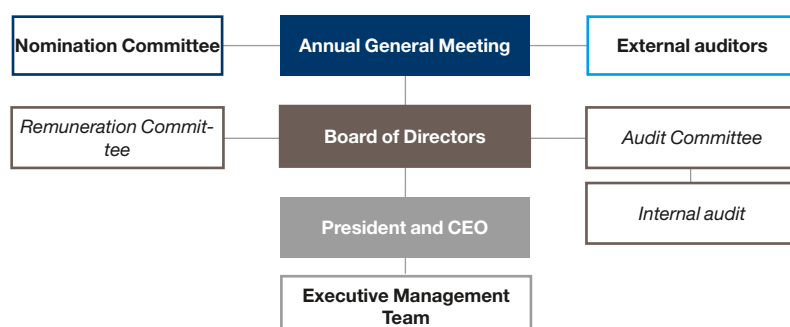 Nomination Committee
Annual General Meeting
External auditors
Remuneration Commit-
tee
Board of Directors
Audit Committee
Internal audit
President and CEO
Executive Management
Team